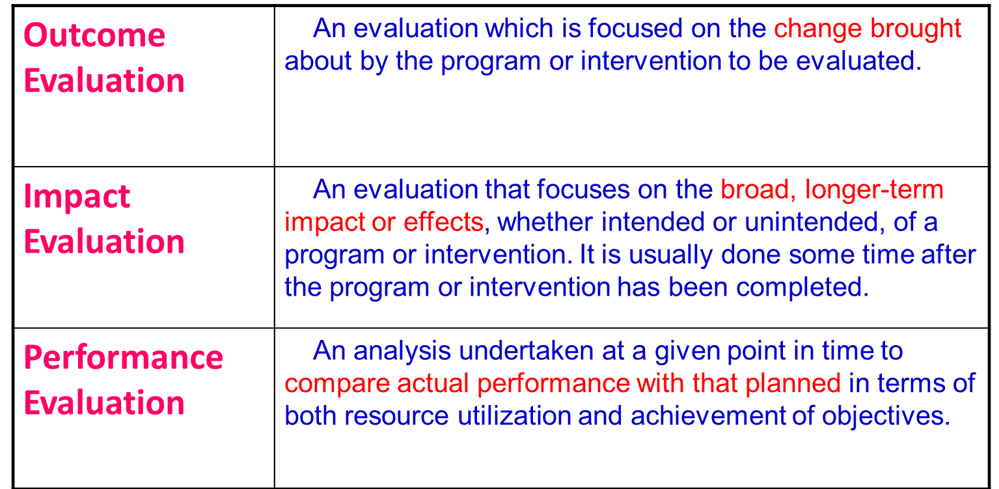 Outcome
Evaluation
An evaluation which is focused on the change brought
about by the program or intervention to be evaluated.
Impact
Evaluation
An evaluation that focuses on the broad, longer-term
impact or effects, whether intended or unintended, of a
program or intervention. It is usually done some time after
the program or intervention has been completed.
Performance
Evaluation
An analysis undertaken at a given point in time to
compare actual performance with that planned in terms of
both resource utilization and achievement of objectives.